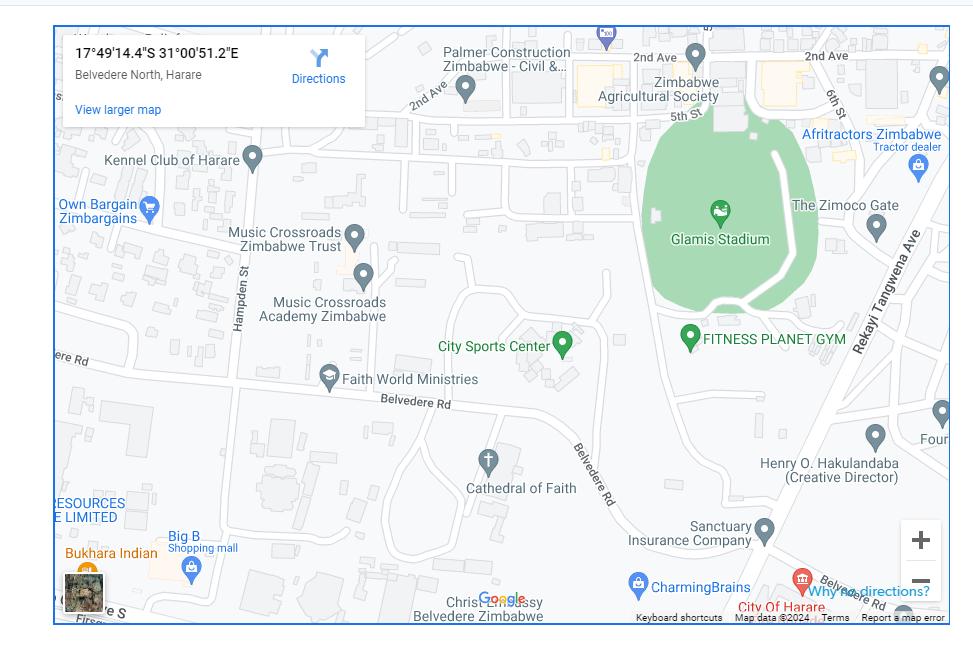 17°49'14.4"S 31°00'51.2"E
Belvedere North, Harare
Directions
View larger map
Palmer Construction
Zimbabwe - Civil &...
2nd Ave
2nd Ave
2nd Ave
Zimbabwe
Agricultural Society
5th St
6th St
Afritractors Zimbabwe
Tractor dealer
Kennel Club of Harare
Own Bargain
Zimbargains
Music Crossroads
Zimbabwe Trust
The Zimoco Gate
Glamis Stadium
Rekayi Tangwena Ave
Hampden St
Music Crossroads
Academy Zimbabwe
City Sports Center
FITNESS PLANET GYM
ere Rd
Faith World Ministries
Belvedere Rd
Belvedere Rd
Four
Henry O. Hakulandaba
(Creative Director)
Cathedral of Faith
RESOURCES
E LIMITED
Sanctuary
Insurance Company
Big B
Shopping mall
Bukhara Indian
CharmingBrains
Belvedere Rd
Why no directions?
City Of Harare
Google
Christ Embassy
Belvedere Zimbabwe
Keyboard shortcuts
Map data ©2024
Terms
Report a map error